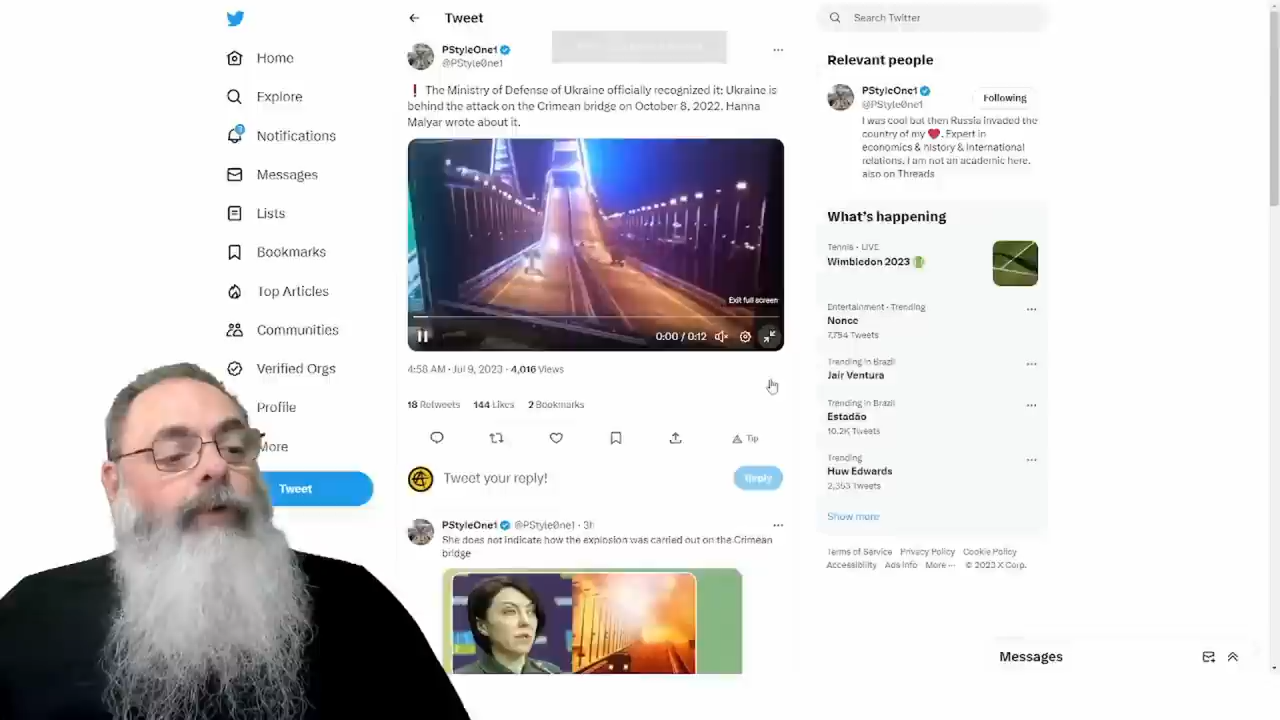 Home
Explore
Notifications
Messages
Lists
Bookmarks
Top Articles
Communities
Verified Orgs
Profile
More
Tweet
Tweet
PStyleOne1
@PStyle0ne1
❗ The Ministry of Defense of Ukraine officially recognized it: Ukraine is
behind the attack on the Crimean bridge on October 8, 2022. Hanna
Malyar wrote about it.
Exit full screen
0:00 / 0:12
4:58 AM · Jul 9, 2023 · 4,016 Views
18 Retweets 144 Likes 2 Bookmarks
Tip
Tweet your reply!
Reply
PStyleOne1 @PStyle0ne1 · 3h
She does not indicate how the explosion was carried out on the Crimean
bridge
Search Twitter
Relevant people
PStyleOne1
@PStyle0ne1
Following
I was cool but then Russia invaded the
country of my ❤️. Expert in
economics & history & International
relations. I am not an academic here.
also on Threads
What's happening
Tennis · LIVE
Wimbledon 2023
Entertainment · Trending
Nonce
7,754 Tweets
Trending in Brazil
Jair Ventura
Trending in Brazil
Estadão
10.2K Tweets
Trending
Huw Edwards
2,353 Tweets
Show more
Terms of Service Privacy Policy Cookie Policy
Accessibility Ads info More ··· © 2023 X Corp.
Messages